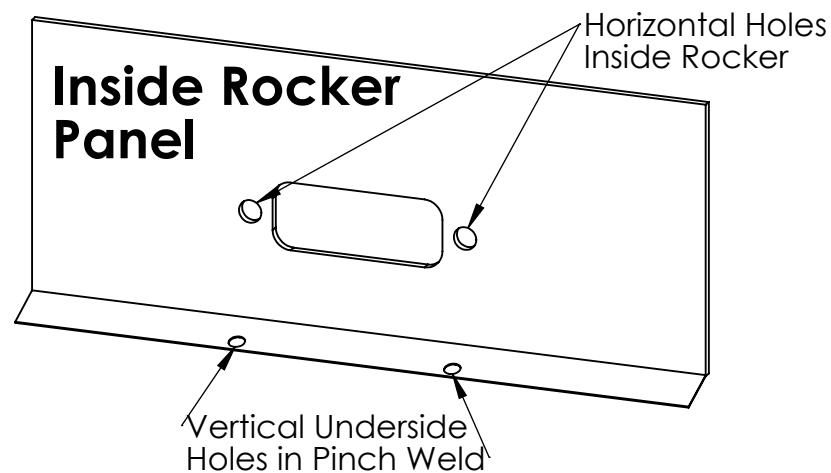 Horizontal Holes
Inside Rocker
Inside Rocker
Panel
Vertical Underside
Holes in Pinch Weld